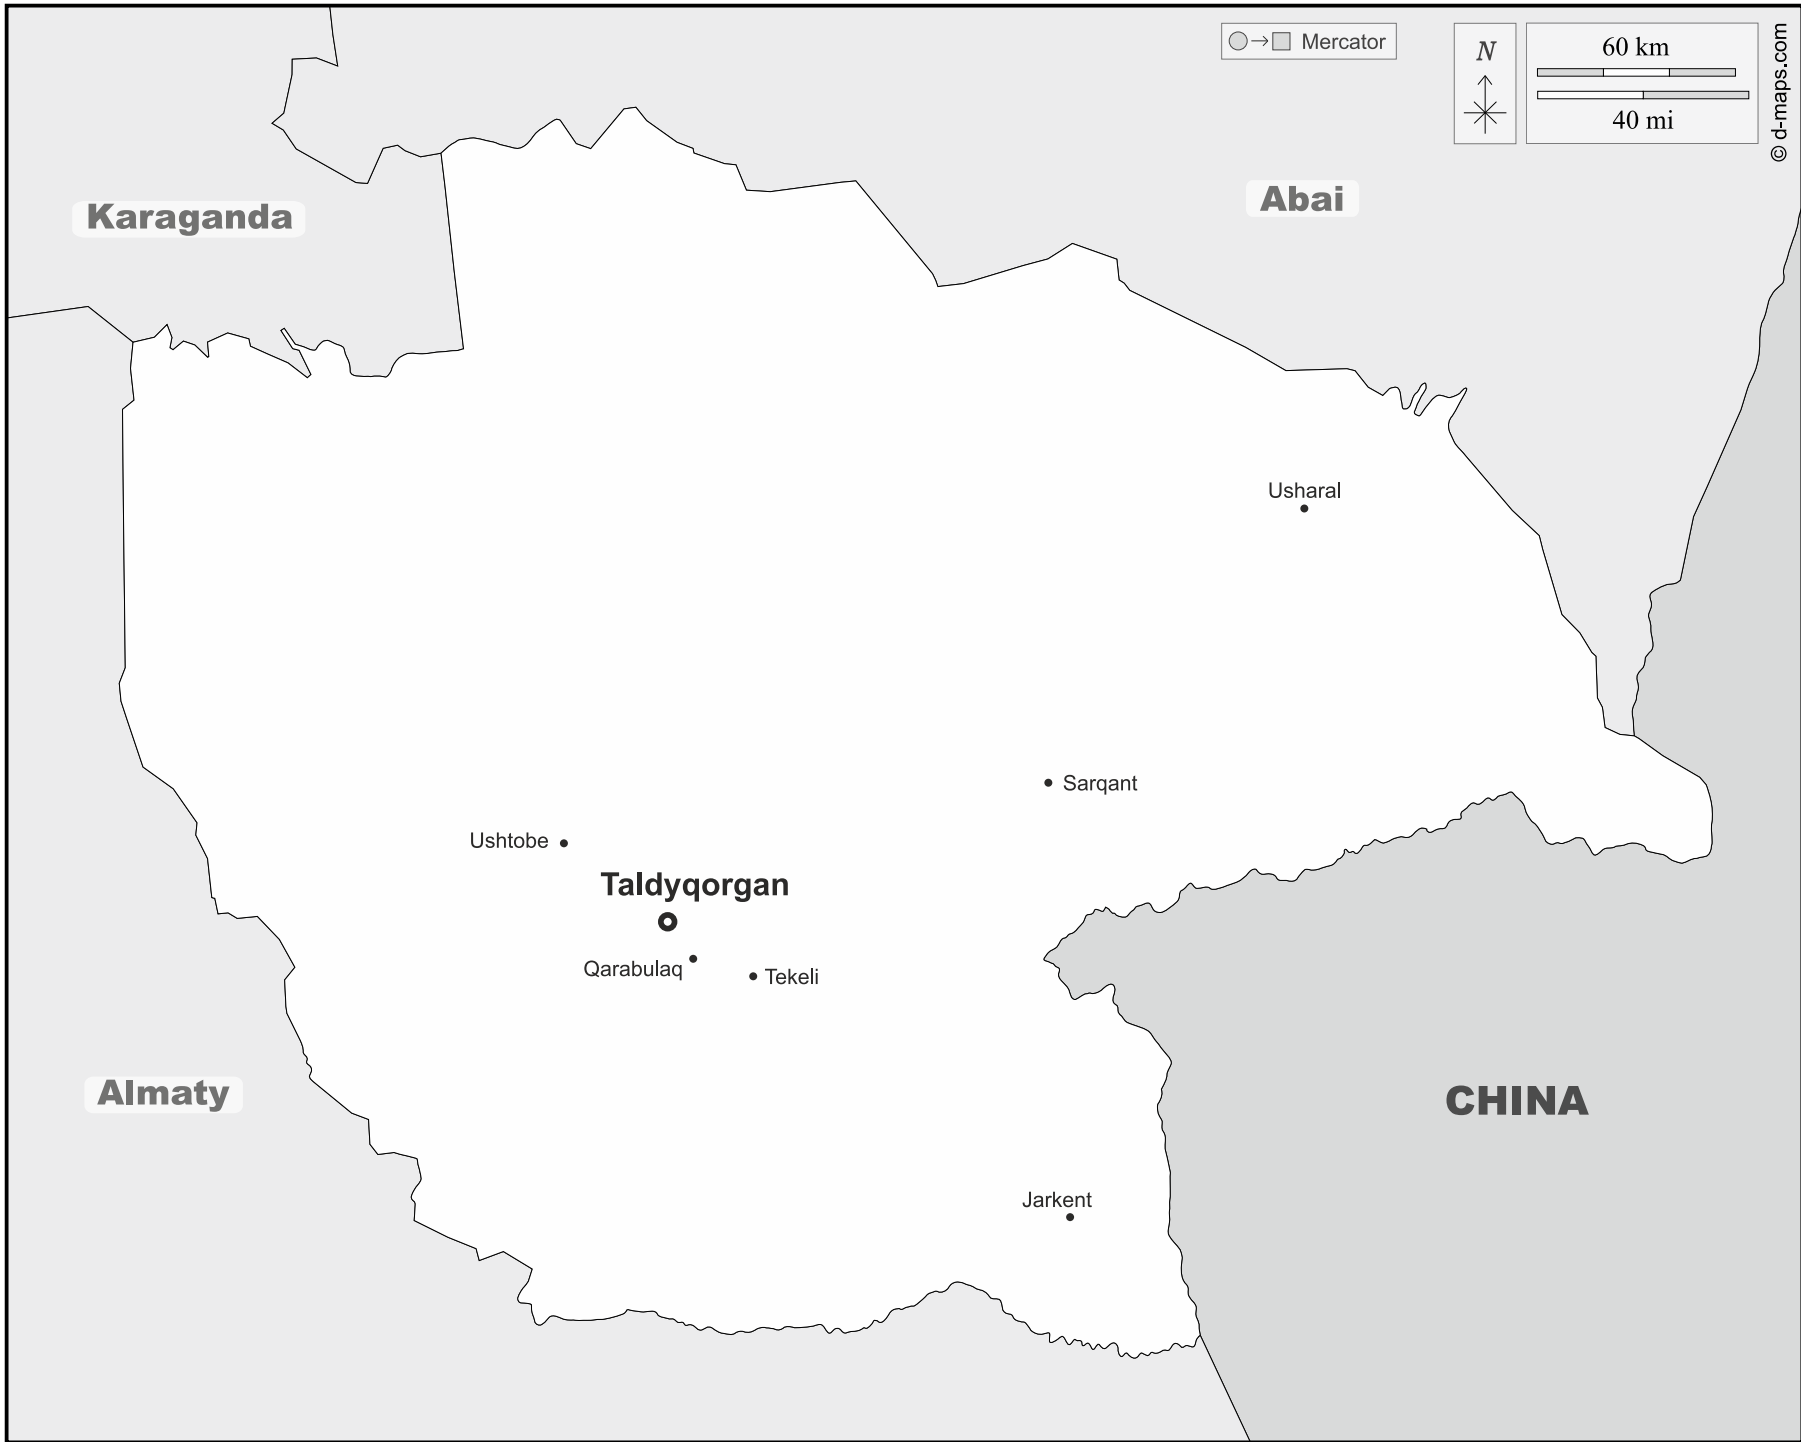 Mercator
N
60 km
40 mi
© d-maps.com
Karaganda
Abai
Usharal
Sarqant
Ushtobe
Taldyqorgan
Qarabulaq
Tekeli
Almaty
CHINA
Jarkent